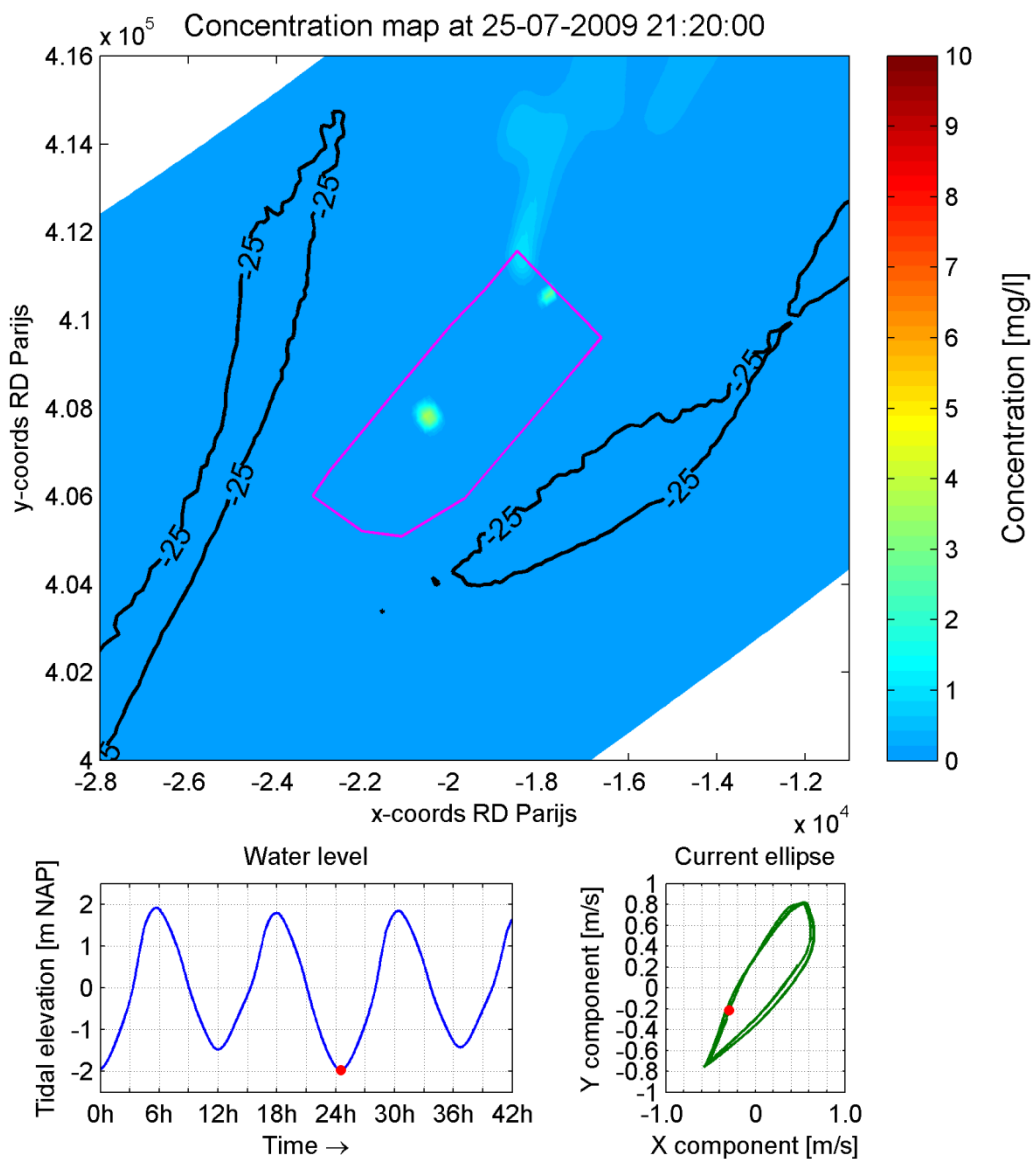 x 10^5
Concentration map at 25-07-2009 21:20:00
4.16
4.14
4.12
4.1
4.08
4.06
4.04
4.02
4
y-coords RD Parijs
-2.8
-2.6
-2.4
-2.2
-2
-1.8
-1.6
-1.4
-1.2
x-coords RD Parijs
x 10^4
-25
-25
-25
-25
-25
-25
-25
-25
5
10
9
8
7
6
5
4
3
2
1
0
Concentration [mg/l]
Water level
Tidal elevation [m NAP]
2
1
0
-1
-2
0h
6h
12h
18h
24h
30h
36h
42h
Time →
Current ellipse
Y component [m/s]
1
0.8
0.6
0.4
0.2
0
-0.2
-0.4
-0.6
-0.8
-1
-1.0
0
1.0
X component [m/s]